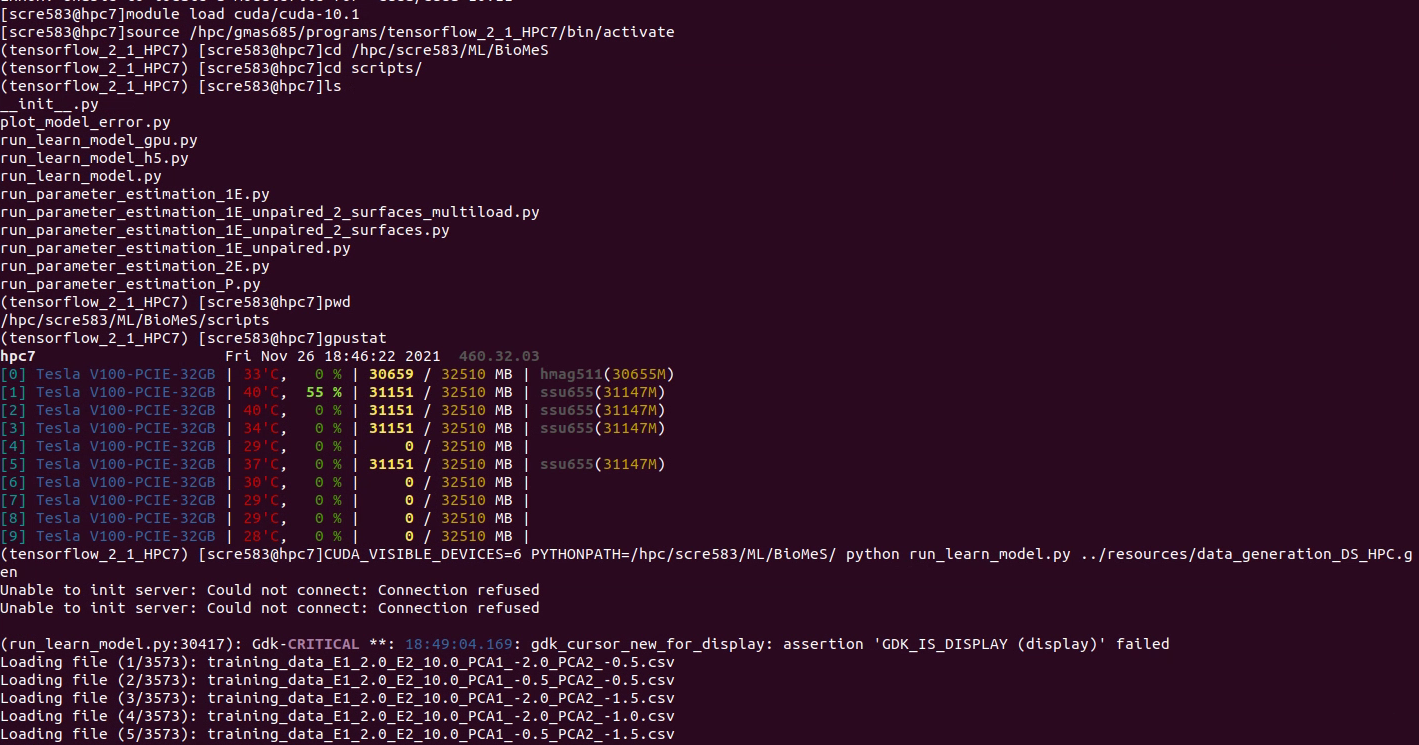 [scre583@hpc7]module load cuda/cuda-10.1
[scre583@hpc7]source /hpc/gmas685/programs/tensorflow_2_1_HPC7/bin/activate
(tensorflow_2_1_HPC7) [scre583@hpc7]cd /hpc/scre583/ML/BioMeS
(tensorflow_2_1_HPC7) [scre583@hpc7]cd scripts/
(tensorflow_2_1_HPC7) [scre583@hpc7]ls
__init__.py
plot_model_error.py
run_learn_model_gpu.py
run_learn_model_h5.py
run_learn_model.py
run_parameter_estimation_1E.py
run_parameter_estimation_1E_unpaired_2_surfaces_multiload.py
run_parameter_estimation_1E_unpaired_2_surfaces.py
run_parameter_estimation_1E_unpaired.py
run_parameter_estimation_2E.py
run_parameter_estimation_P.py
(tensorflow_2_1_HPC7) [scre583@hpc7]pwd
/hpc/scre583/ML/BioMeS/scripts
(tensorflow_2_1_HPC7) [scre583@hpc7]gpustat
hpc7                     Fri Nov 26 18:46:22 2021  460.32.03
[0] Tesla V100-PCIE-32GB | 33'C,   0 % | 30659 / 32510 MB | hmag511(30655M)
[1] Tesla V100-PCIE-32GB | 40'C,  55 % | 31151 / 32510 MB | ssu655(31147M)
[2] Tesla V100-PCIE-32GB | 40'C,   0 % | 31151 / 32510 MB | ssu655(31147M)
[3] Tesla V100-PCIE-32GB | 34'C,   0 % | 31151 / 32510 MB | ssu655(31147M)
[4] Tesla V100-PCIE-32GB | 29'C,   0 % |     0 / 32510 MB |
[5] Tesla V100-PCIE-32GB | 37'C,   0 % | 31151 / 32510 MB | ssu655(31147M)
[6] Tesla V100-PCIE-32GB | 30'C,   0 % |     0 / 32510 MB |
[7] Tesla V100-PCIE-32GB | 29'C,   0 % |     0 / 32510 MB |
[8] Tesla V100-PCIE-32GB | 29'C,   0 % |     0 / 32510 MB |
[9] Tesla V100-PCIE-32GB | 28'C,   0 % |     0 / 32510 MB |
(tensorflow_2_1_HPC7) [scre583@hpc7]CUDA_VISIBLE_DEVICES=6 PYTHONPATH=/hpc/scre583/ML/BioMeS/ python run_learn_model.py ../resources/data_generation_DS_HPC.g
en
Unable to init server: Could not connect: Connection refused
Unable to init server: Could not connect: Connection refused
(run_learn_model.py:30417): Gdk-CRITICAL **: 18:49:04.169: gdk_cursor_new_for_display: assertion 'GDK_IS_DISPLAY (display)' failed
Loading file (1/3573): training_data_E1_2.0_E2_10.0_PCA1_-2.0_PCA2_-0.5.csv
Loading file (2/3573): training_data_E1_2.0_E2_10.0_PCA1_-0.5_PCA2_-0.5.csv
Loading file (3/3573): training_data_E1_2.0_E2_10.0_PCA1_-2.0_PCA2_-1.5.csv
Loading file (4/3573): training_data_E1_2.0_E2_10.0_PCA1_-2.0_PCA2_-1.0.csv
Loading file (5/3573): training_data_E1_2.0_E2_10.0_PCA1_-0.5_PCA2_-1.5.csv